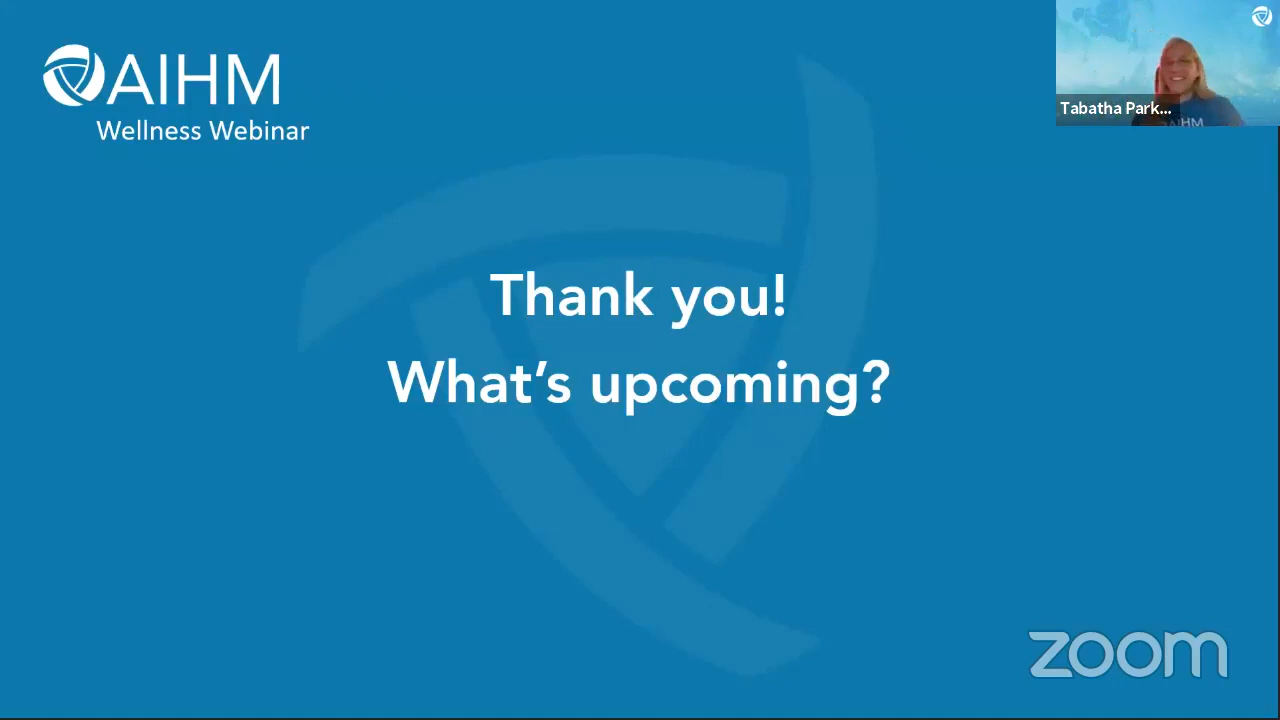 AIHM
Wellness Webinar
Tabatha Park...
AIHM
Thank you!
What's upcoming?
zoom